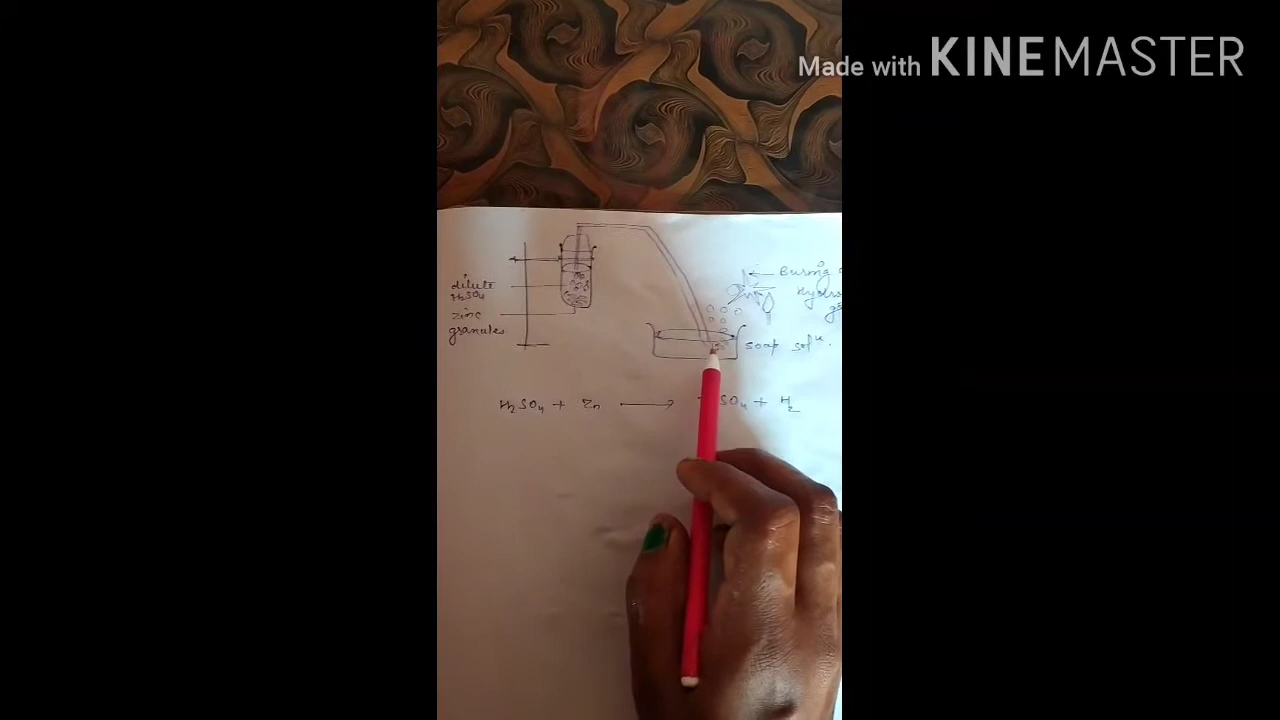 Made with KINEMASTER
dilute
H₂SO₄
zinc
granules
Burning
soap solⁿ.
H₂SO₄ + Zn ⟶ SO₄ + H₂